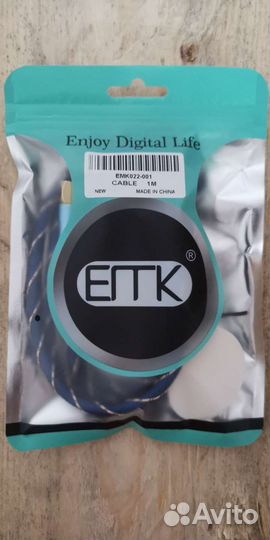 Enjoy Digital Life
EMK022-001
CABLE 1M
NEW MADE IN CHINA
EMK ®
Avito